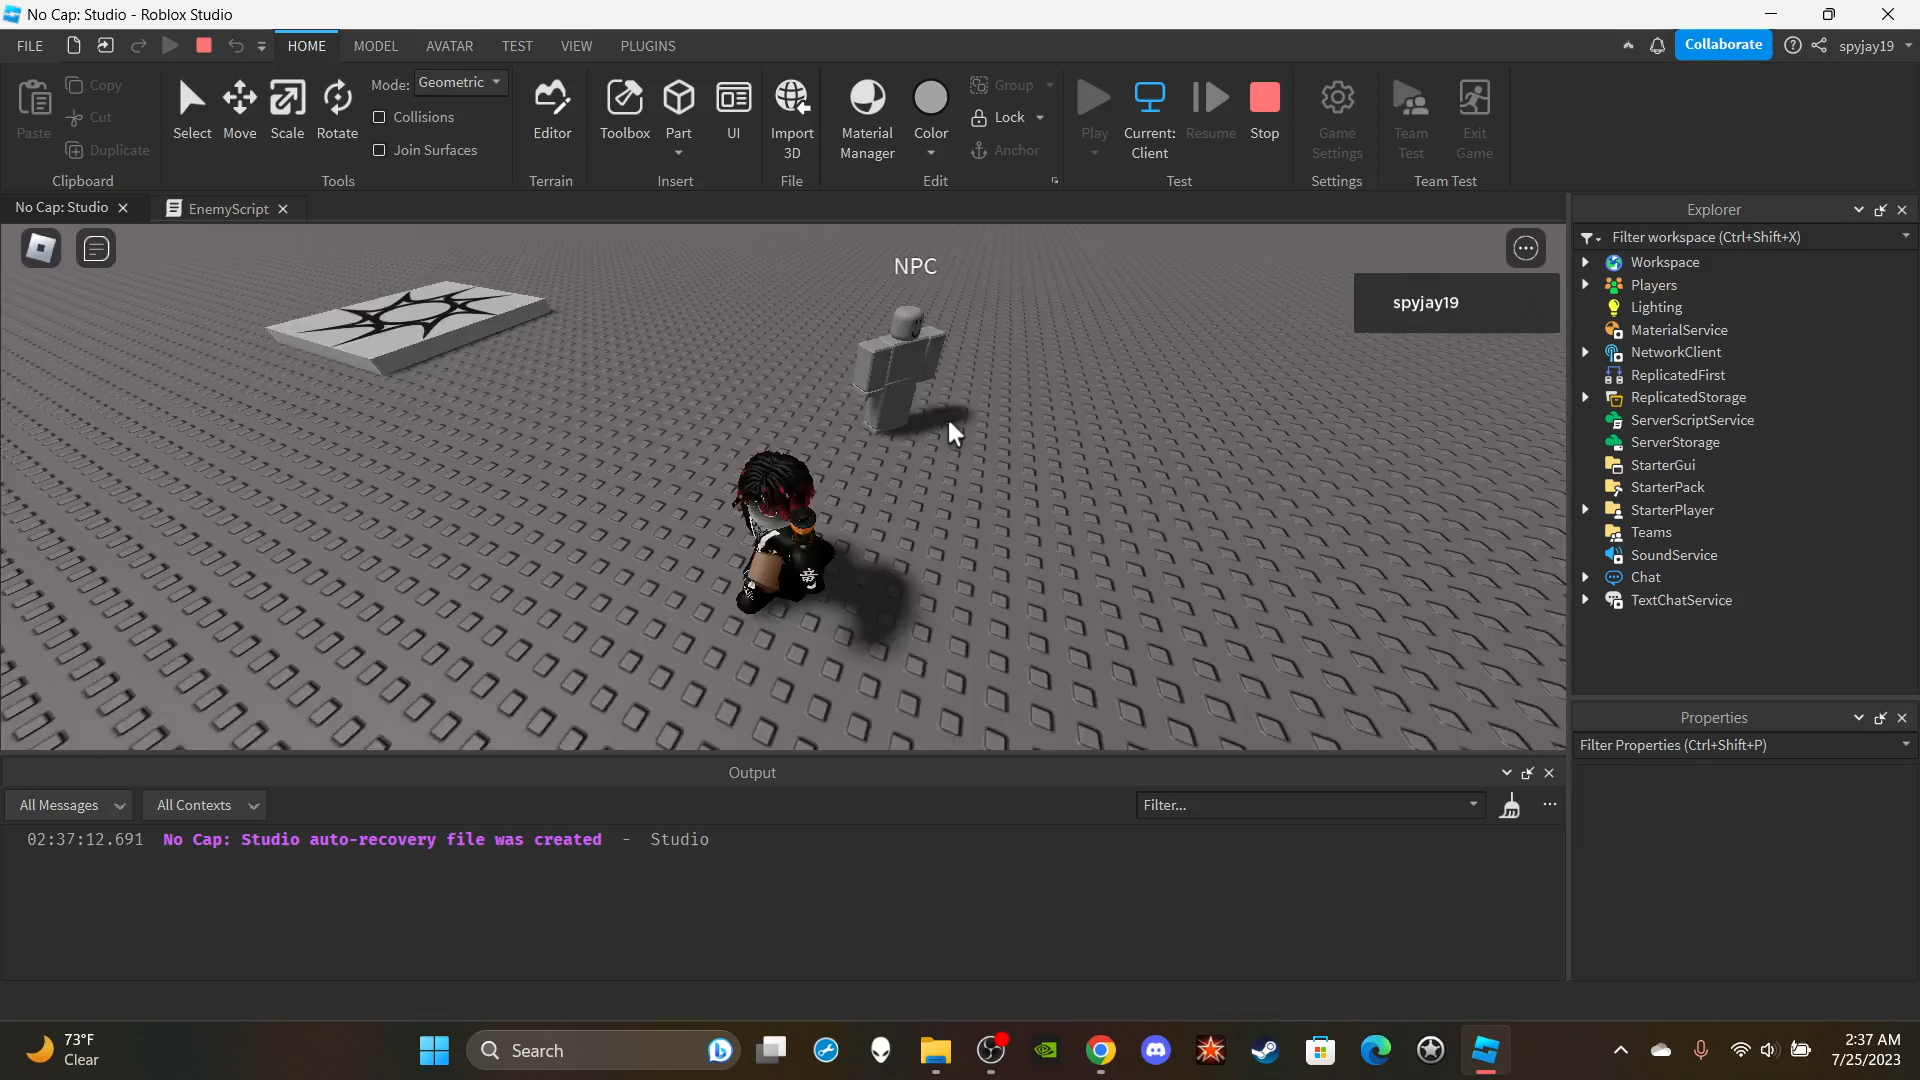 No Cap: Studio - Roblox Studio
FILE HOME MODEL AVATAR TEST VIEW PLUGINS Collaborate spyjay19
Paste
Copy
Cut
Duplicate
Clipboard
Select Move Scale Rotate
Mode: Geometric
Collisions
Join Surfaces
Tools
Editor
Terrain
Toolbox Part UI
Insert
Import
3D
File
Material
Manager
Color
Group
Lock
Anchor
Edit
Play
Current:
Client
Resume Stop
Test
Game
Settings
Settings
Team
Test
Exit
Game
Team Test
No Cap: Studio EnemyScript
NPC
spyjay19
Explorer
Filter workspace (Ctrl+Shift+X)
Workspace
Players
Lighting
MaterialService
NetworkClient
ReplicatedFirst
ReplicatedStorage
ServerScriptService
ServerStorage
StarterGui
StarterPack
StarterPlayer
Teams
SoundService
Chat
TextChatService
Properties
Filter Properties (Ctrl+Shift+P)
Output
All Messages All Contexts Filter...
02:37:12.691 No Cap: Studio auto-recovery file was created - Studio
73°F
Clear
Search
2:37 AM
7/25/2023